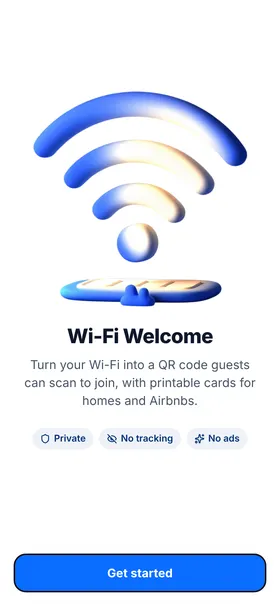 Wi-Fi Welcome
Turn your Wi-Fi into a QR code guests
can scan to join, with printable cards for
homes and Airbnbs.
Private
No tracking
No ads
Get started